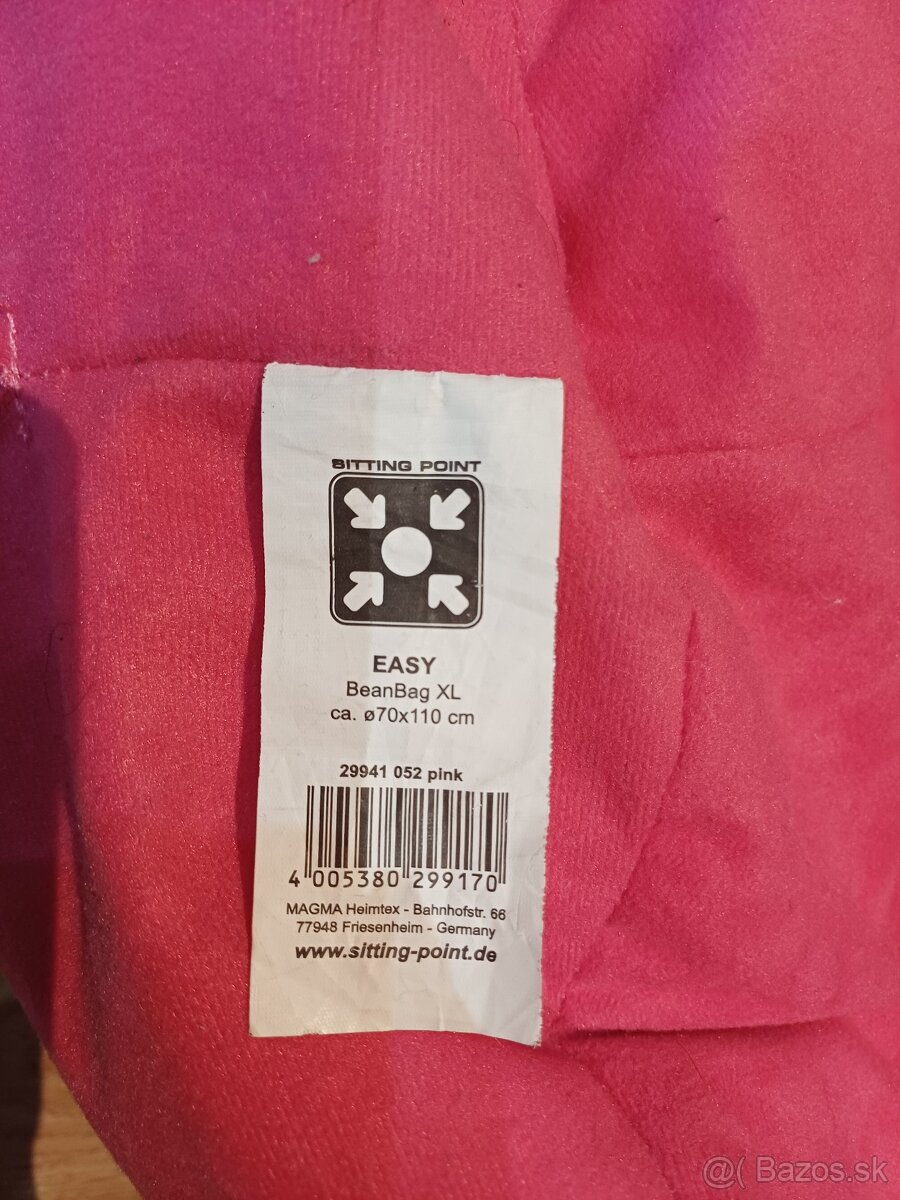 SITTING POINT
EASY
BeanBag XL
ca. ø70x110 cm
29941 052 pink
4 005380 299170
MAGMA Heimtex - Bahnhofstr. 66
77948 Friesenheim - Germany
www.sitting-point.de
@( Bazos.sk